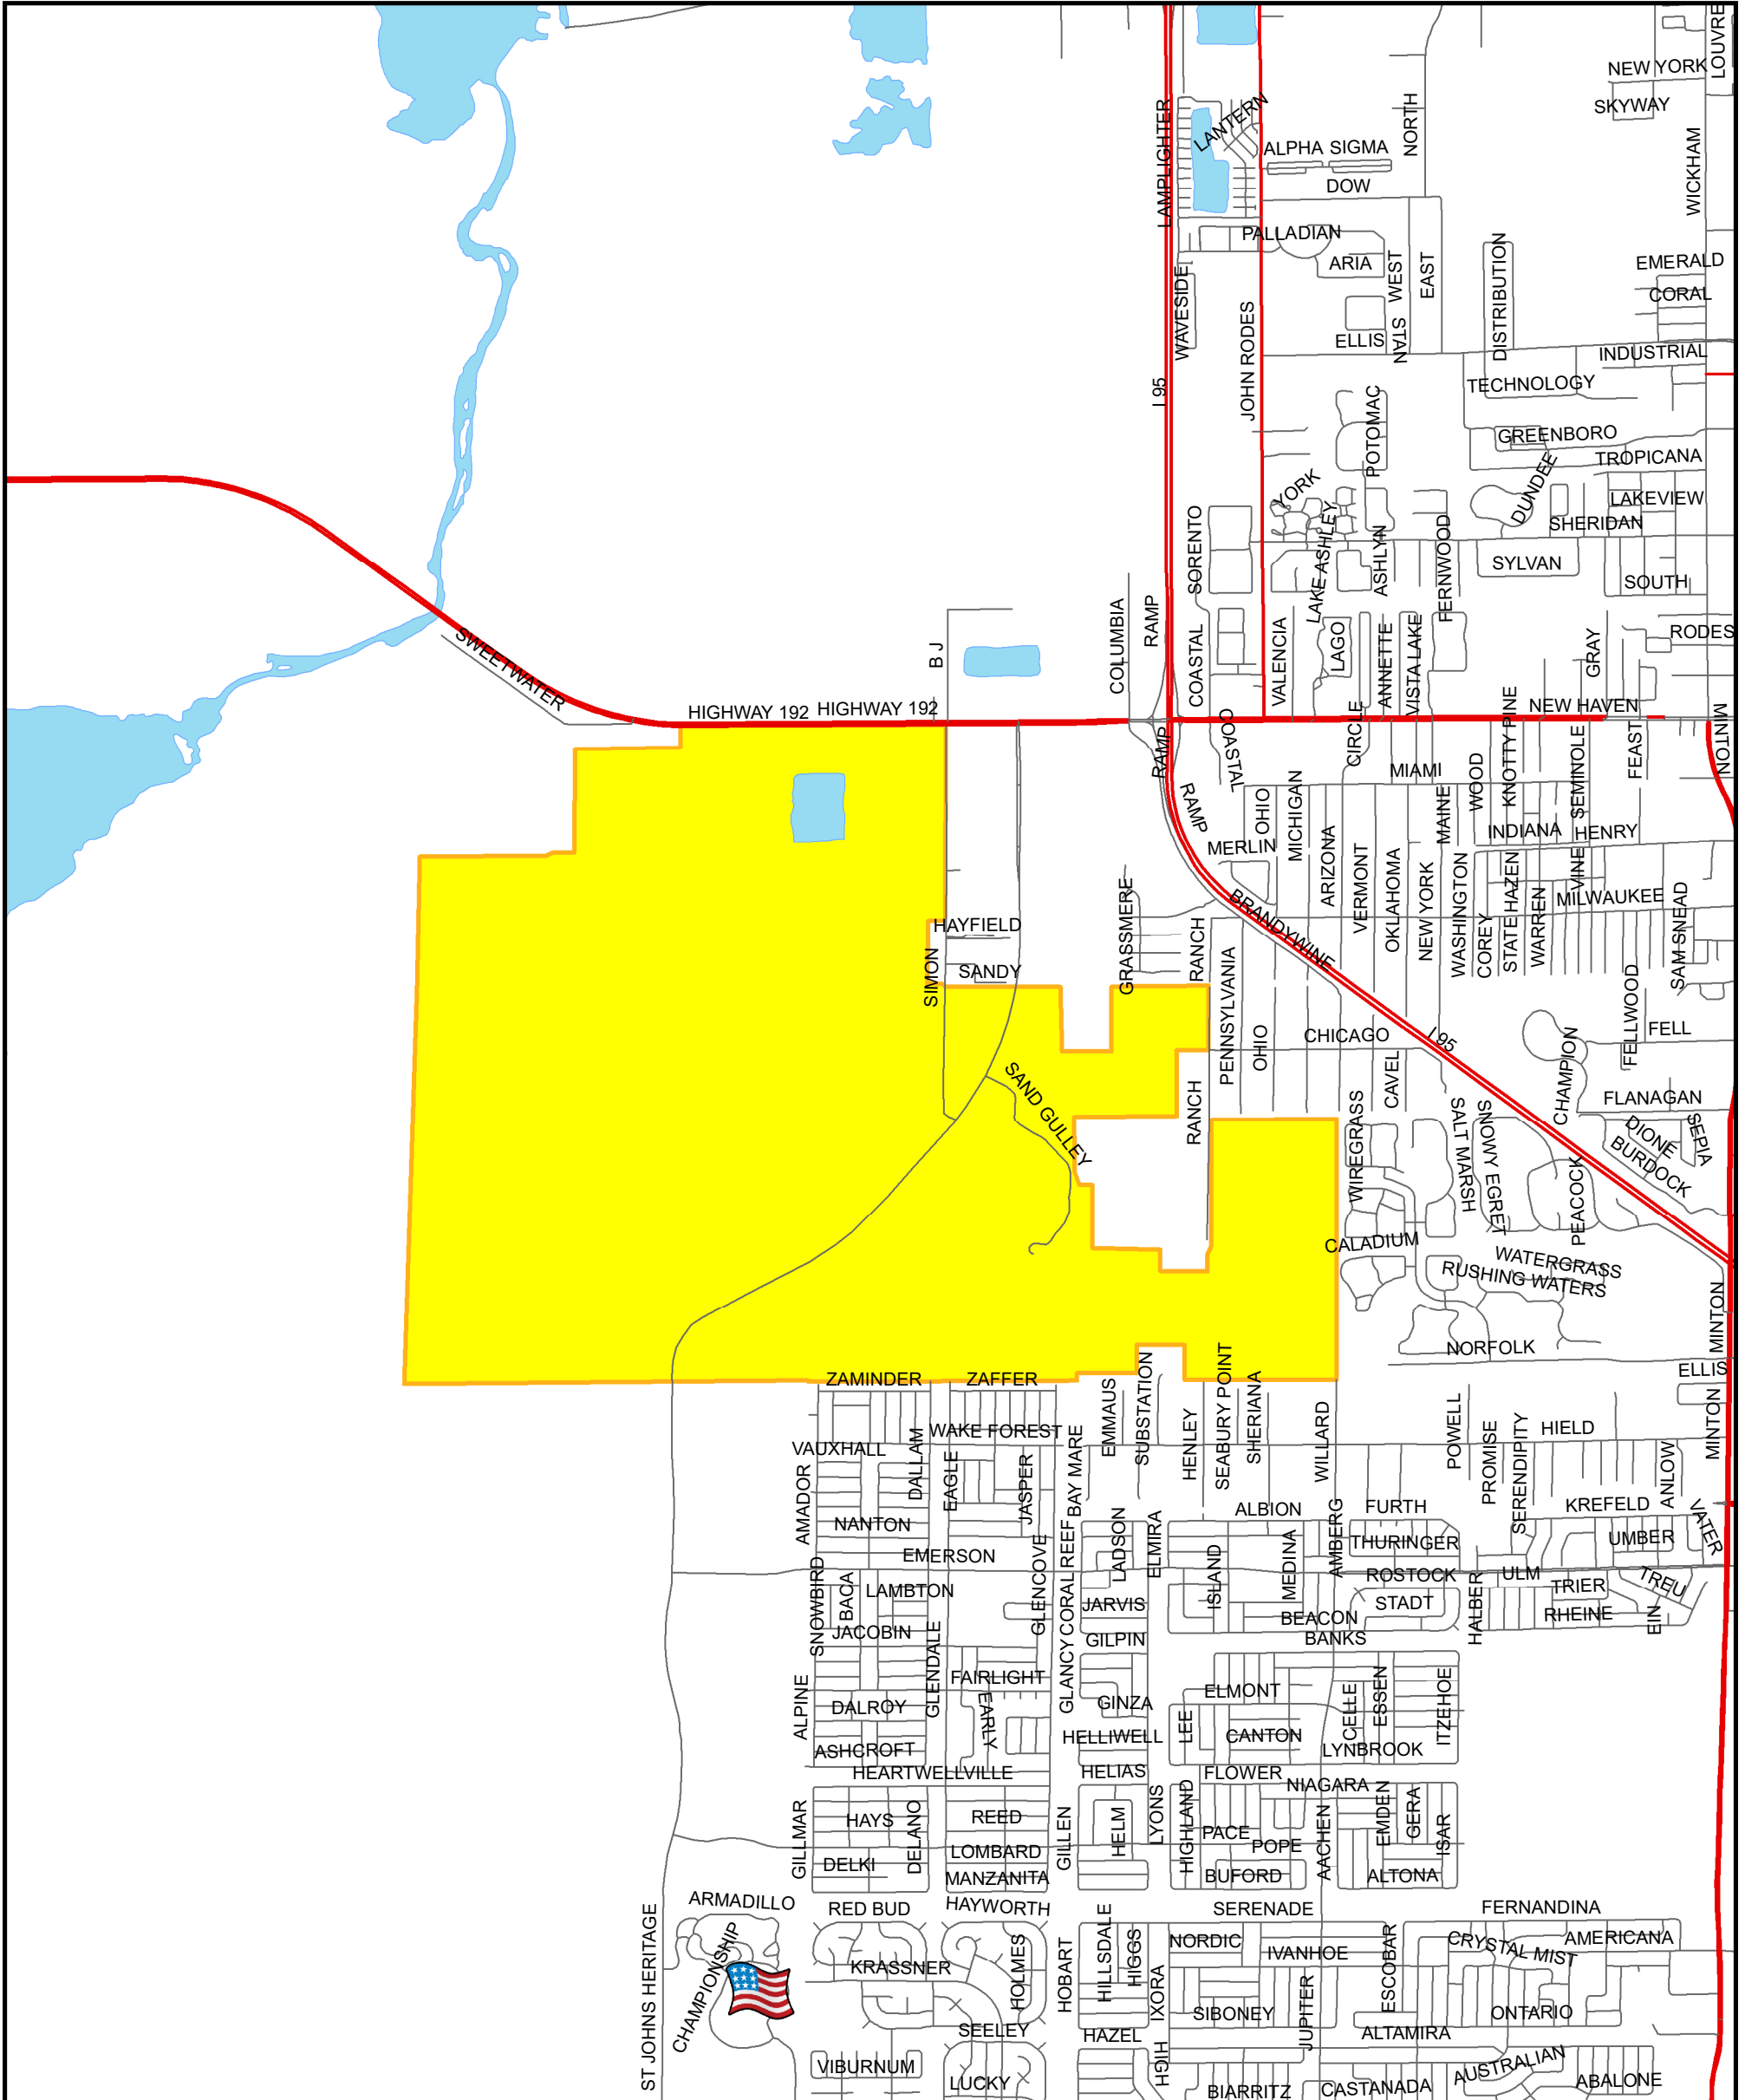 LOUVRE
NEW YORK
SKYWAY
LAMPLIGHTER
LANTERN
NORTH
ALPHA SIGMA
WICKHAM
DOW
PALLADIAN
ARIA
WEST
EAST
DISTRIBUTION
EMERALD
CORAL
WAVESIDE
JOHN RODES
ELLIS
STAN
INDUSTRIAL
I 95
TECHNOLOGY
POTOMAC
GREENBORO
TROPICANA
YORK
DUNDEE
LAKEVIEW
SHERIDAN
SORENTO
LAKE ASHLEY
ASHLYN
FERNWOOD
SYLVAN
SOUTH
SWEETWATER
B J
COLUMBIA
RAMP
COASTAL
VALENCIA
LAGO
ANNETTE
VISTA LAKE
GRAY
RODES
HIGHWAY 192
HIGHWAY 192
NEW HAVEN
MINTON
RAMP
COASTAL
CIRCLE
MIAMI
WOOD
KNOTTY PINE
SEMINOLE
FEAST
RAMP
OHIO
MICHIGAN
MAINE
INDIANA
HENRY
MERLIN
ARIZONA
VERMONT
OKLAHOMA
NEW YORK
WASHINGTON
COREY
STATE HAZEN
WARREN
VINE
MILWAUKEE
SAM SNEAD
BRANDYWINE
GRASSMERE
RANCH
HAYFIELD
SIMON
SANDY
PENNSYLVANIA
OHIO
CHICAGO
I 95
CHAMPION
FELLWOOD
FELL
SAND GULLEY
RANCH
CAVEL
WIREGRASS
SALT MARSH
SNOWY EGRET
FLANAGAN
DIONE
SEPIA
BURDOCK
PEACOCK
CALADIUM
WATERGRASS
RUSHING WATERS
MINTON
NORFOLK
ELLIS
ZAMINDER
ZAFFER
EMMAUS
SUBSTATION
SEABURY POINT
SHERIANA
HENLEY
WILLARD
POWELL
PROMISE
SERENDIPITY
HIELD
ANLOW
MINTON
WAKE FOREST
VAUXHALL
DALLAM
EAGLE
JASPER
BAY MARE
AMADOR
NANTON
ALBION
FURTH
KREFELD
VATER
UMBER
THURINGER
AMBERG
EMERSON
GLENCOVE
CORAL REEF
LADSON
ELMIRA
ISLAND
MEDINA
ROSTOCK
ULM
TRIER
TREU
SNOWBIRD
BACA
LAMBTON
JARVIS
STADT
HALBER
RHEINE
EIN
BEACON
JACOBIN
GILPIN
BANKS
GLENDALE
FAIRLIGHT
GLANCY
ALPINE
DALROY
EARLY
GINZA
ELMONT
CELLE
ESSEN
ITZEHOE
LEE
HELLIWELL
CANTON
ASHCROFT
LYNBROOK
HEARTWELLVILLE
HELIAS
FLOWER
NIAGARA
GILLMAR
HAYS
DELANO
REED
GILLEN
HELM
LYONS
HIGHLAND
PACE
POPE
AACHEN
EMDEN
GERA
ISAR
LOMBARD
DELKI
MANZANITA
BUFORD
ALTONA
ARMADILLO
RED BUD
HAYWORTH
SERENADE
FERNANDINA
ST JOHNS HERITAGE
CHAMPIONSHIP
KRASSNER
HOLMES
HOBART
HILLSDALE
HIGGS
NORDIC
IVANHOE
ESCOBAR
CRYSTAL MIST
AMERICANA
IXORA
SIBONEY
JUPITER
ONTARIO
SEELEY
HAZEL
ALTAMIRA
VIBURNUM
LUCKY
HIGH
BIARRITZ
CASTANADA
AUSTRALIAN
ABALONE